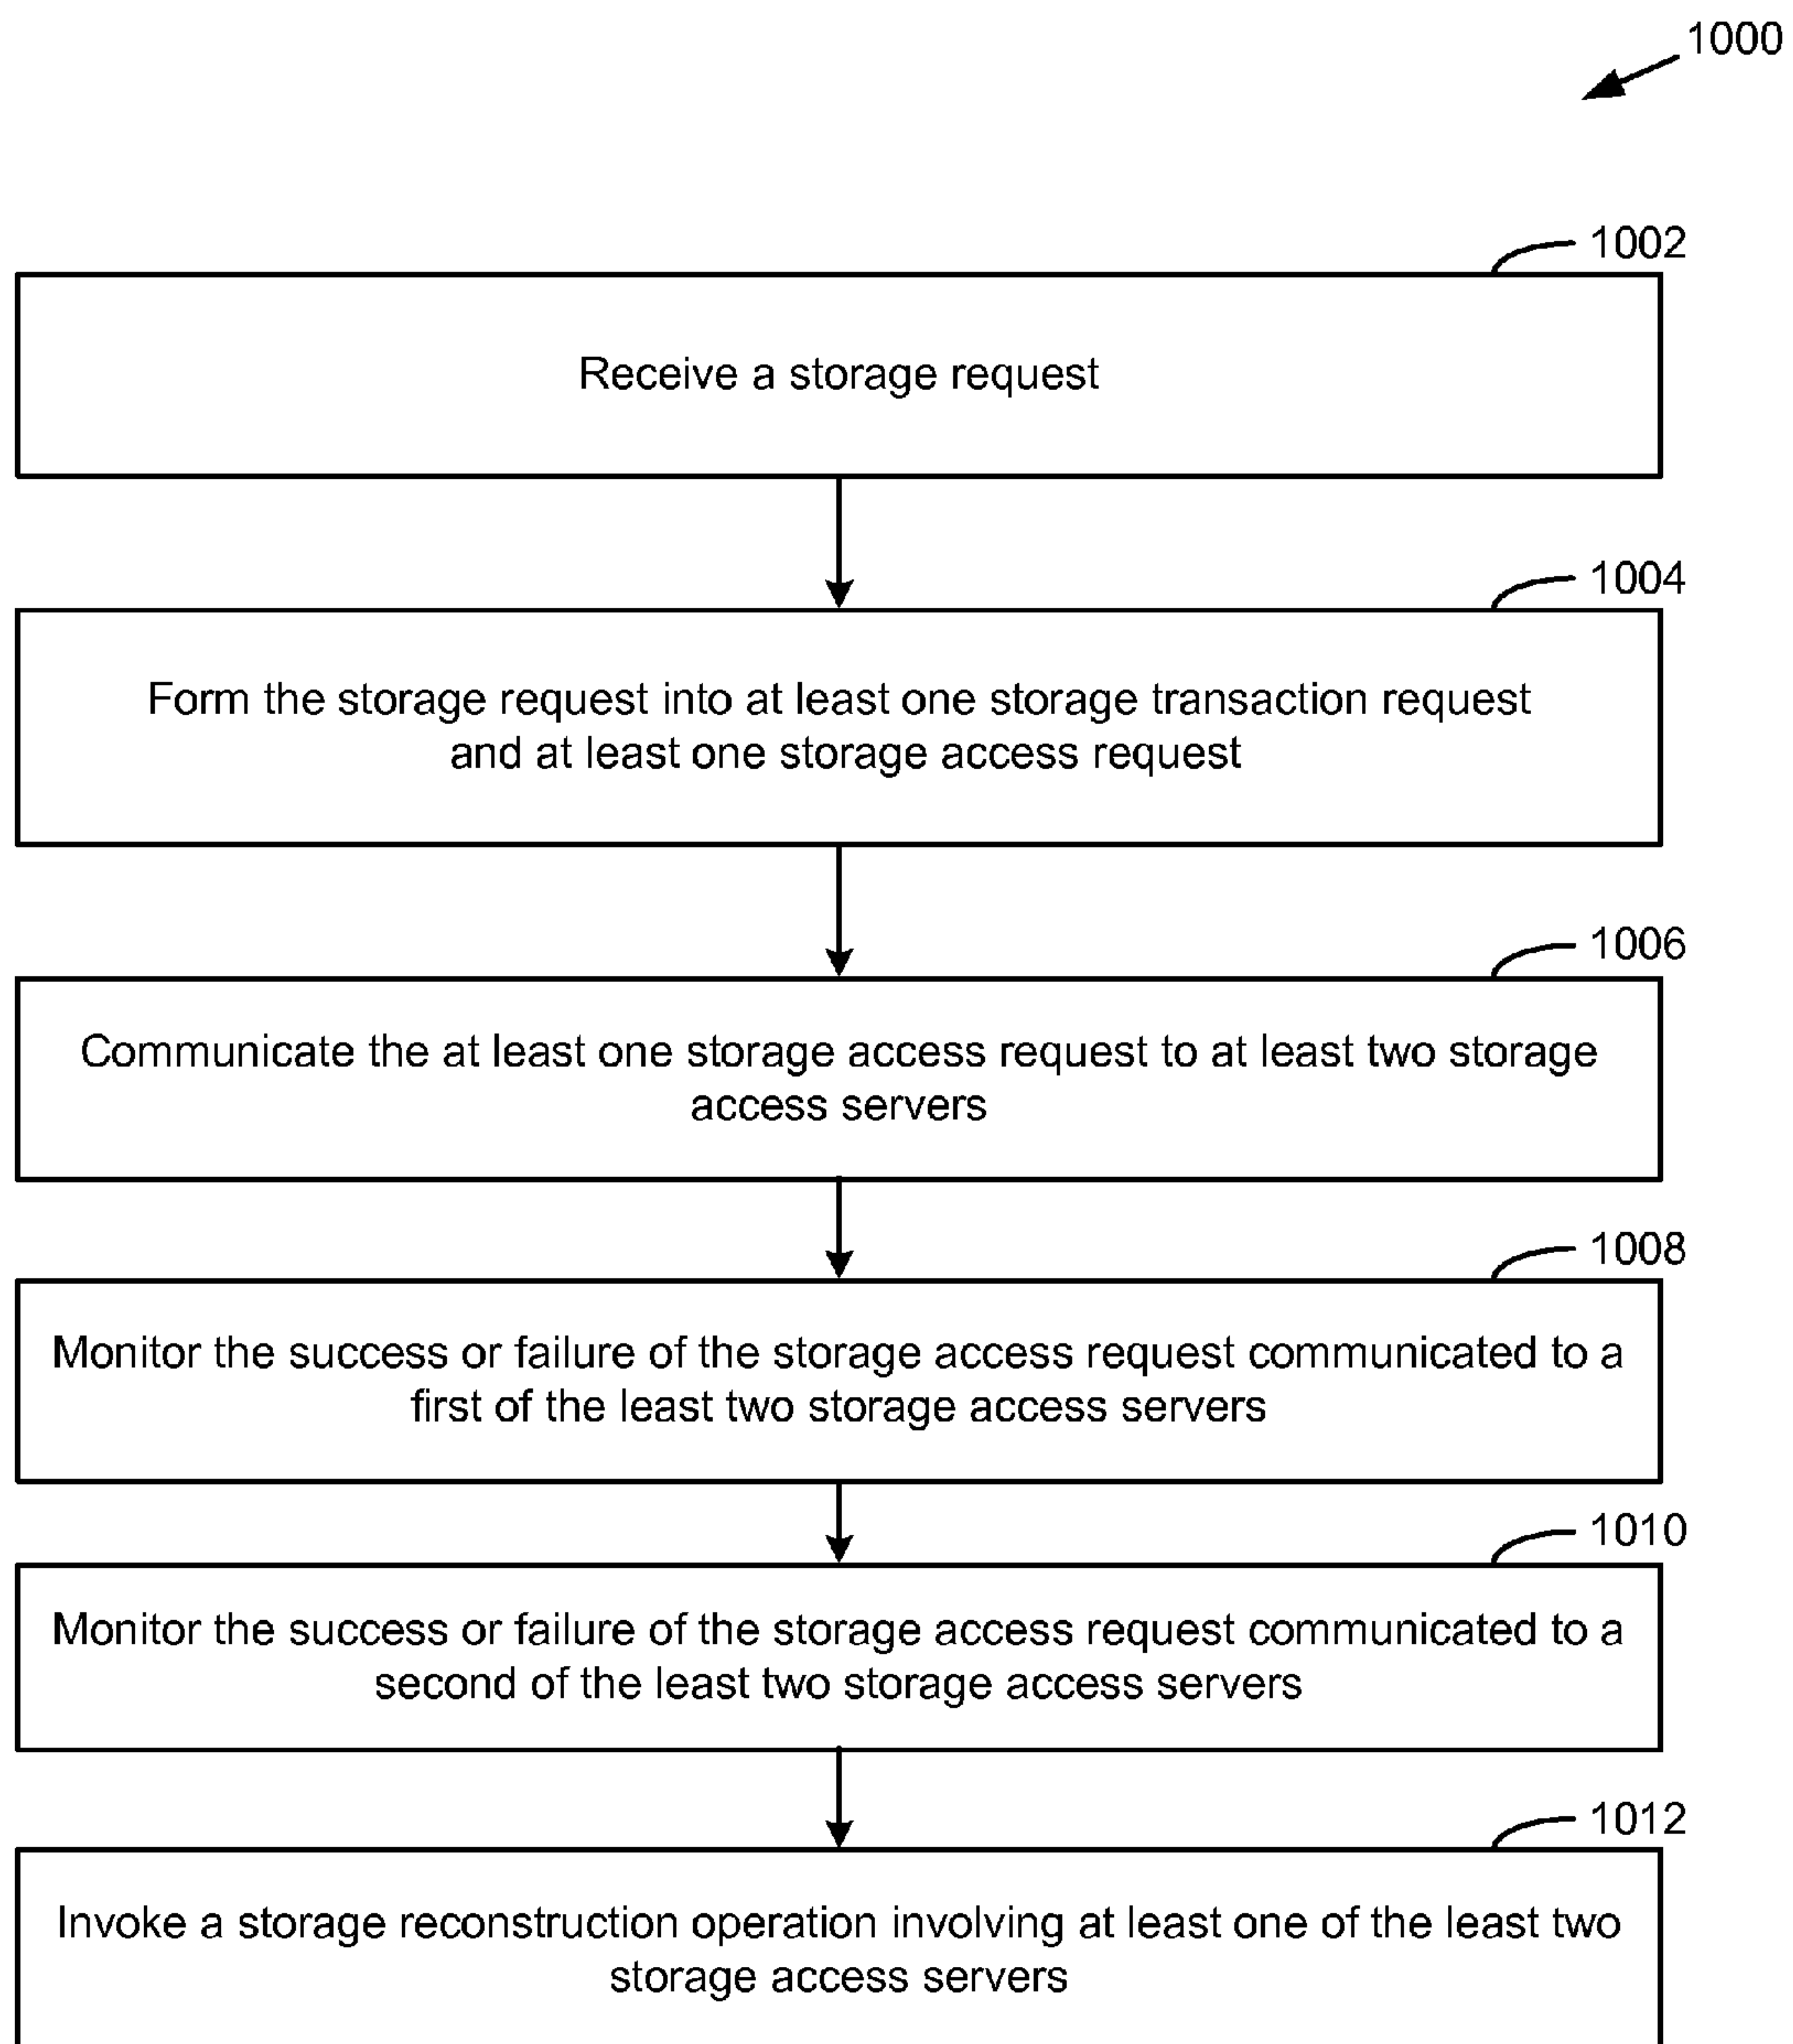 1000
1002
Receive a storage request
1004
Form the storage request into at least one storage transaction request
and at least one storage access request
1006
Communicate the at least one storage access request to at least two storage
access servers
1008
Monitor the success or failure of the storage access request communicated to a
first of the least two storage access servers
1010
Monitor the success or failure of the storage access request communicated to a
second of the least two storage access servers
1012
Invoke a storage reconstruction operation involving at least one of the least two
storage access servers